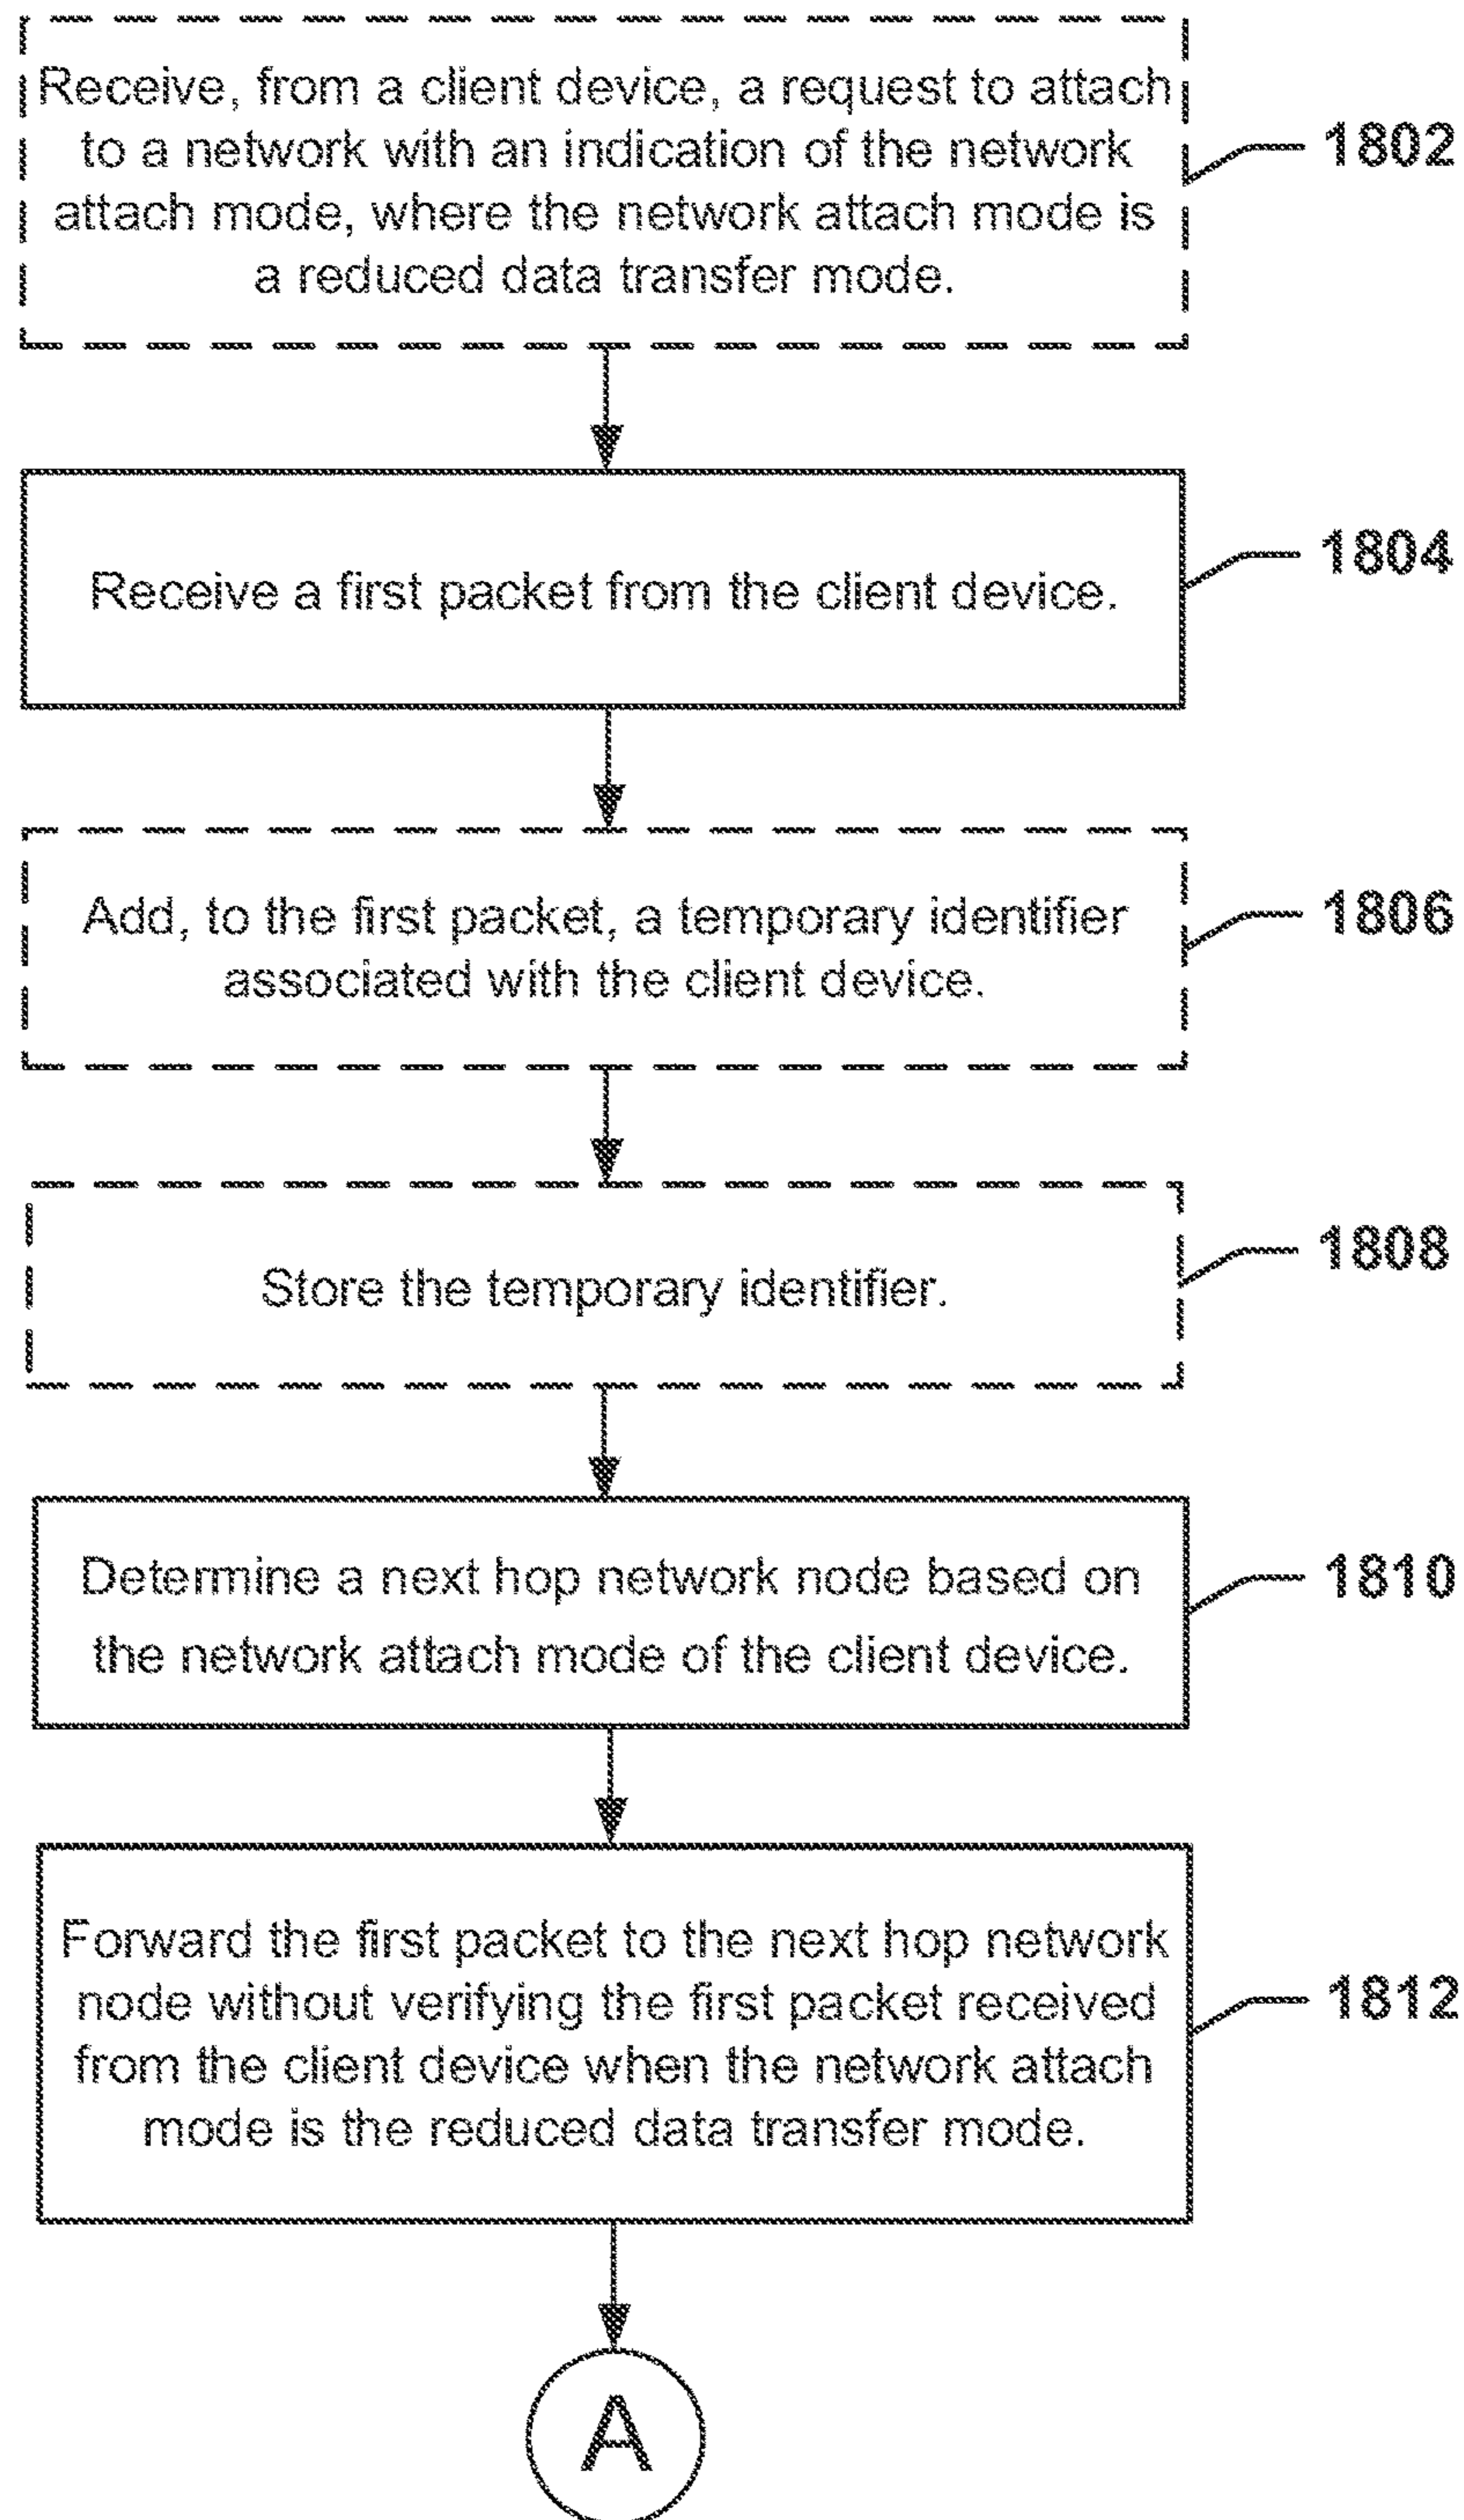 Receive, from a client device, a request to attach
to a network with an indication of the network
attach mode, where the network attach mode is
a reduced data transfer mode.
1802
Receive a first packet from the client device.
1804
Add, to the first packet, a temporary identifier
associated with the client device.
1806
Store the temporary identifier.
1808
Determine a next hop network node based on
the network attach mode of the client device.
1810
Forward the first packet to the next hop network
node without verifying the first packet received
from the client device when the network attach
mode is the reduced data transfer mode.
1812
A